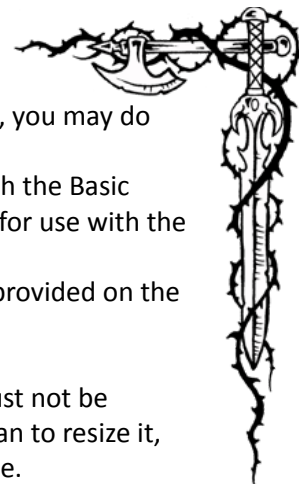 , you may do
h the Basic
for use with the
provided on the
ust not be
an to resize it,
e.